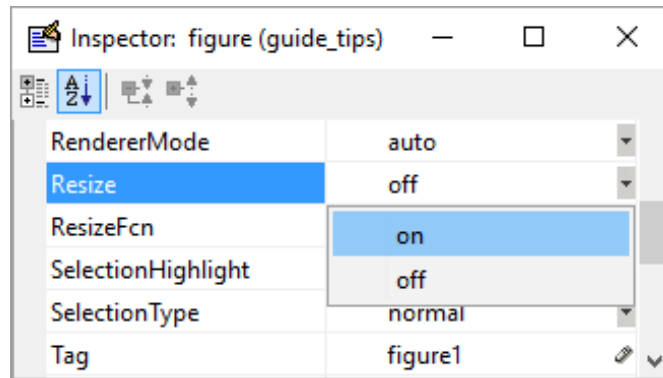 Inspector: figure (guide_tips)
RendererMode auto
Resize off
ResizeFcn on
SelectionHighlight off
SelectionType normal
Tag figure1